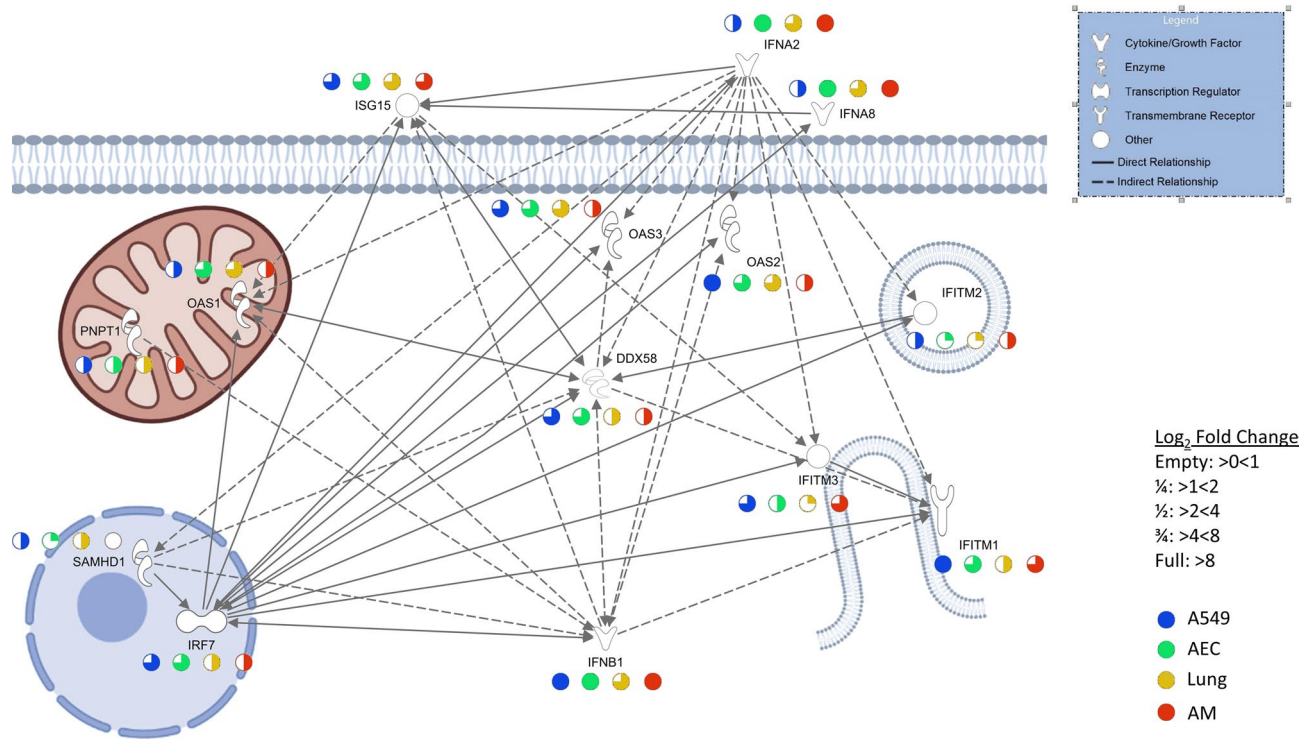 Legend
Cytokine/Growth Factor
Enzyme
Transcription Regulator
Transmembrane Receptor
Other
Direct Relationship
Indirect Relationship
IFNA2
ISG15
IFNA8
OAS3
OAS2
OAS1
IFITM2
PNPT1
DDX58
IFITM3
SAMHD1
IFITM1
IRF7
IFNB1
Log2 Fold Change
Empty: >0<1
¼: >1<2
½: >2<4
¾: >4<8
Full: >8
A549
AEC
Lung
AM